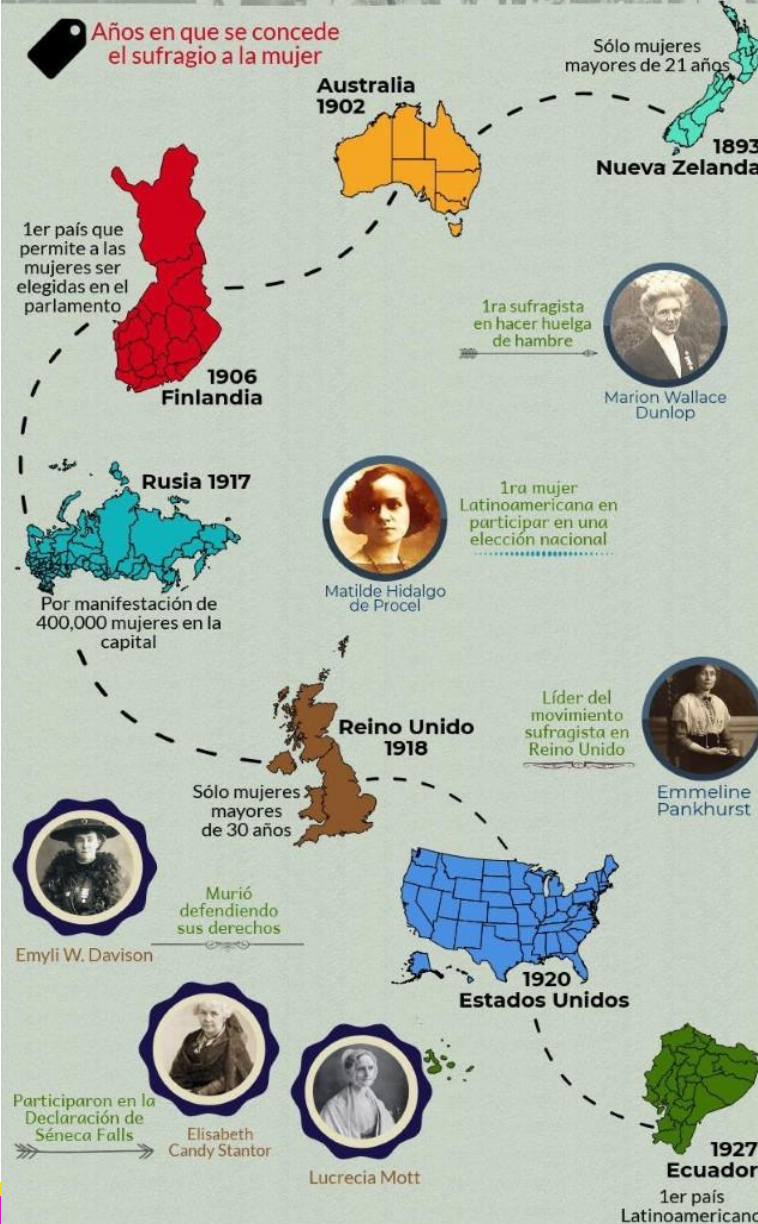 Años en que se concede
el sufragio a la mujer
Sólo mujeres
mayores de 21 años
1893
Nueva Zelanda
Australia
1902
1er país que
permite a las
mujeres ser
elegidas en el
parlamento
1906
Finlandia
1ra sufragista
en hacer huelga
de hambre
Marion Wallace
Dunlop
Rusia 1917
Por manifestación de
400,000 mujeres en la
capital
1ra mujer
Latinoamericana en
participar en una
elección nacional
Matilde Hidalgo
de Procel
Reino Unido
1918
Sólo mujeres
mayores
de 30 años
Líder del
movimiento
sufragista en
Reino Unido
Emmeline
Pankhurst
Murió
defendiendo
sus derechos
Emyli W. Davison
1920
Estados Unidos
Participaron en la
Declaración de
Séneca Falls
Elisabeth
Candy Stantor
Lucrecia Mott
1927
Ecuador
1er país
Latinoamericano